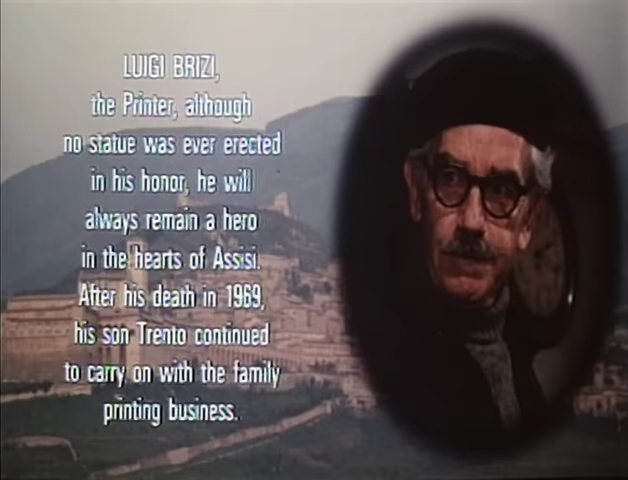 LUIGI BRIZI,
the Printer, although
no statue was ever erected
in his honor, he will
always remain a hero
in the hearts of Assisi.
After his death in 1969,
his son Trento continued
to carry on with the family
printing business.